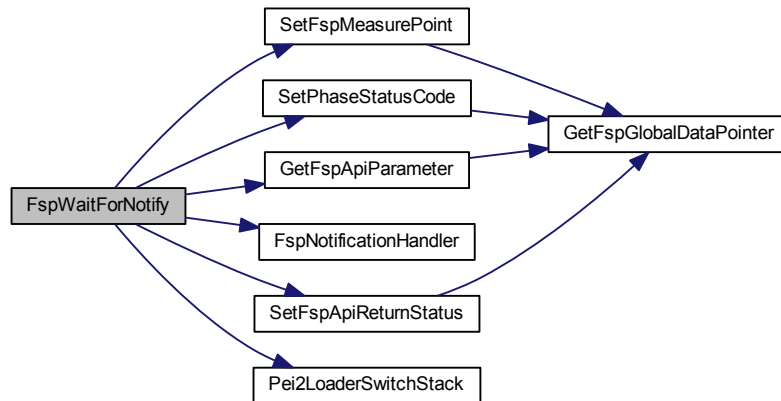 SetFspMeasurePoint
SetPhaseStatusCode
GetFspGlobalDataPointer
GetFspApiParameter
FspWaitForNotify
FspNotificationHandler
SetFspApiReturnStatus
Pei2LoaderSwitchStack